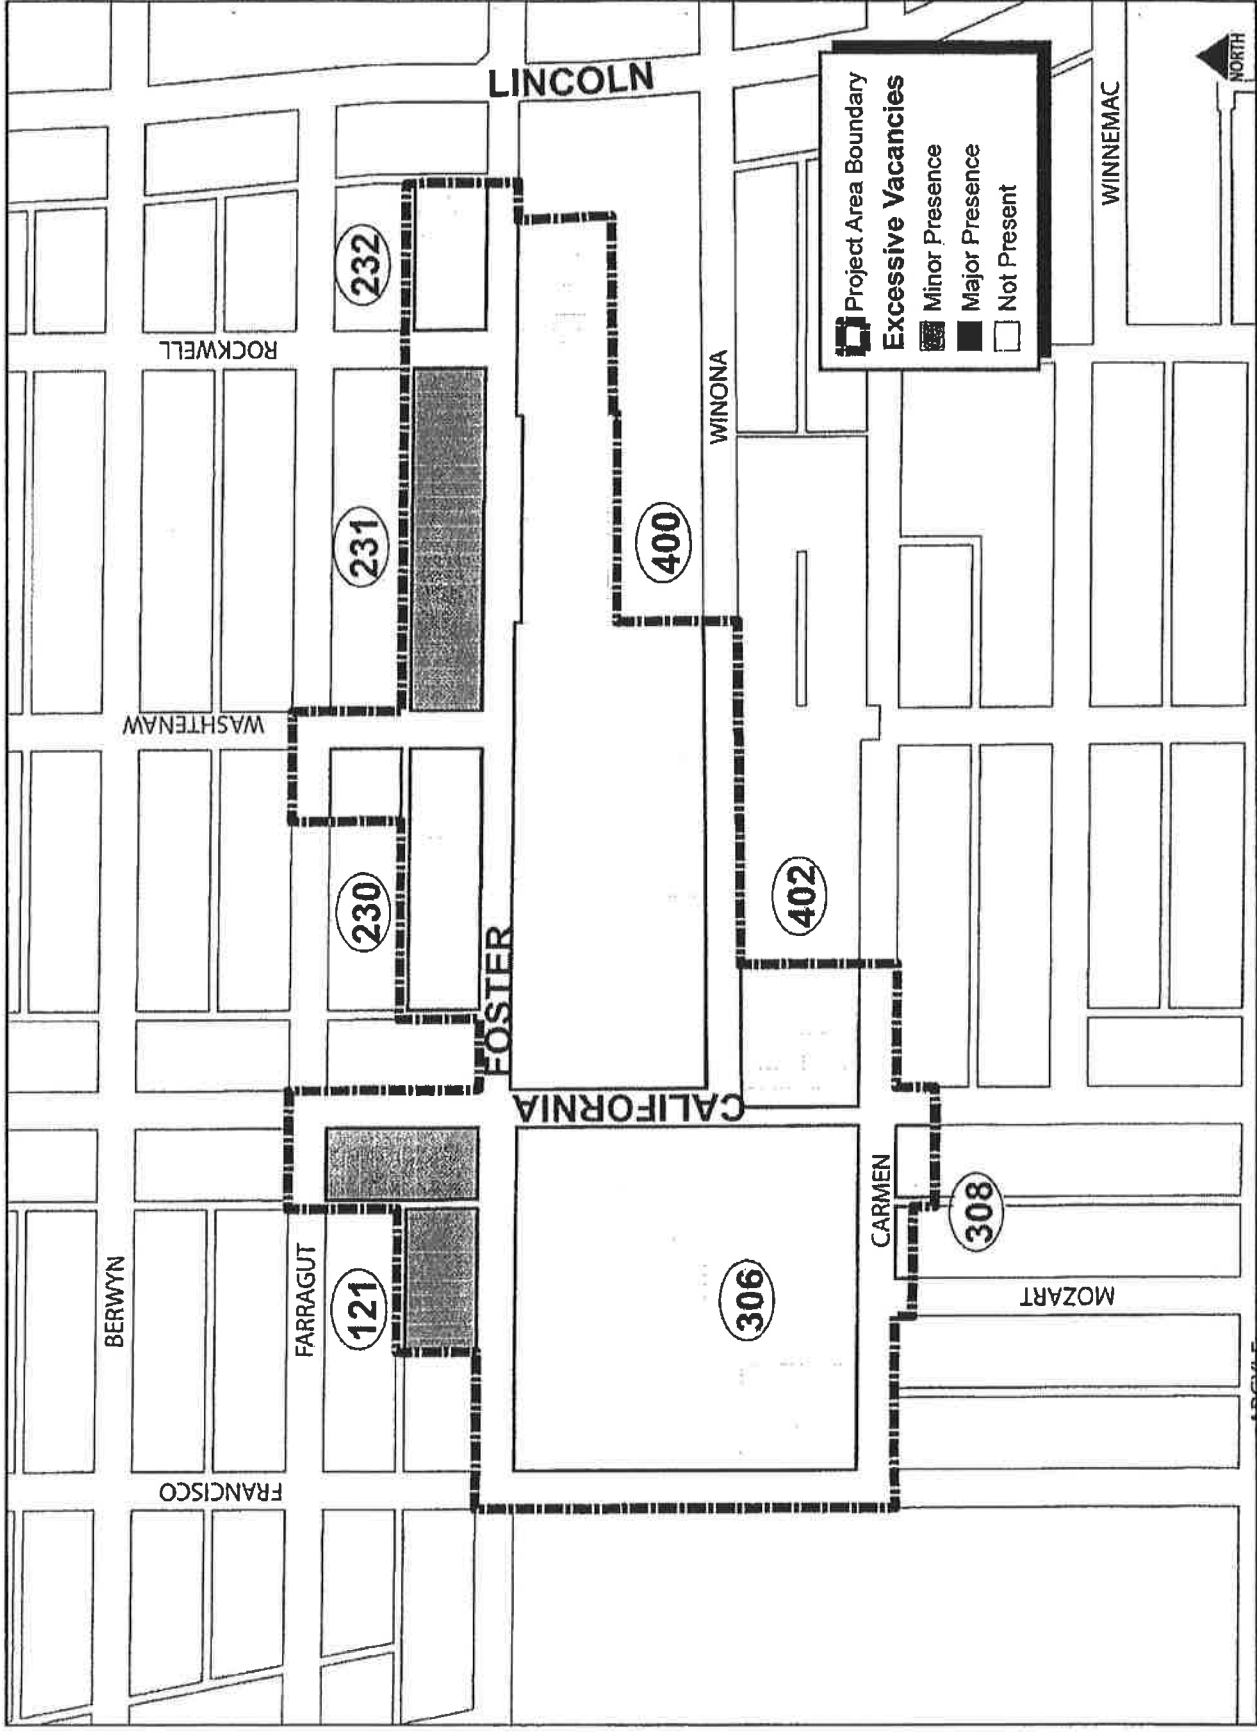 LINCOLN
232
ROCKWELL
Project Area Boundary
Excessive Vacancies
Minor Presence
Major Presence
Not Present
WINNEMAC
NORTH
231
WINONA
400
WASHTENAW
230
402
FOSTER
CALIFORNIA
BERWYN
FARRAGUT
121
306
CARMEN
308
MOZART
FRANCISCO